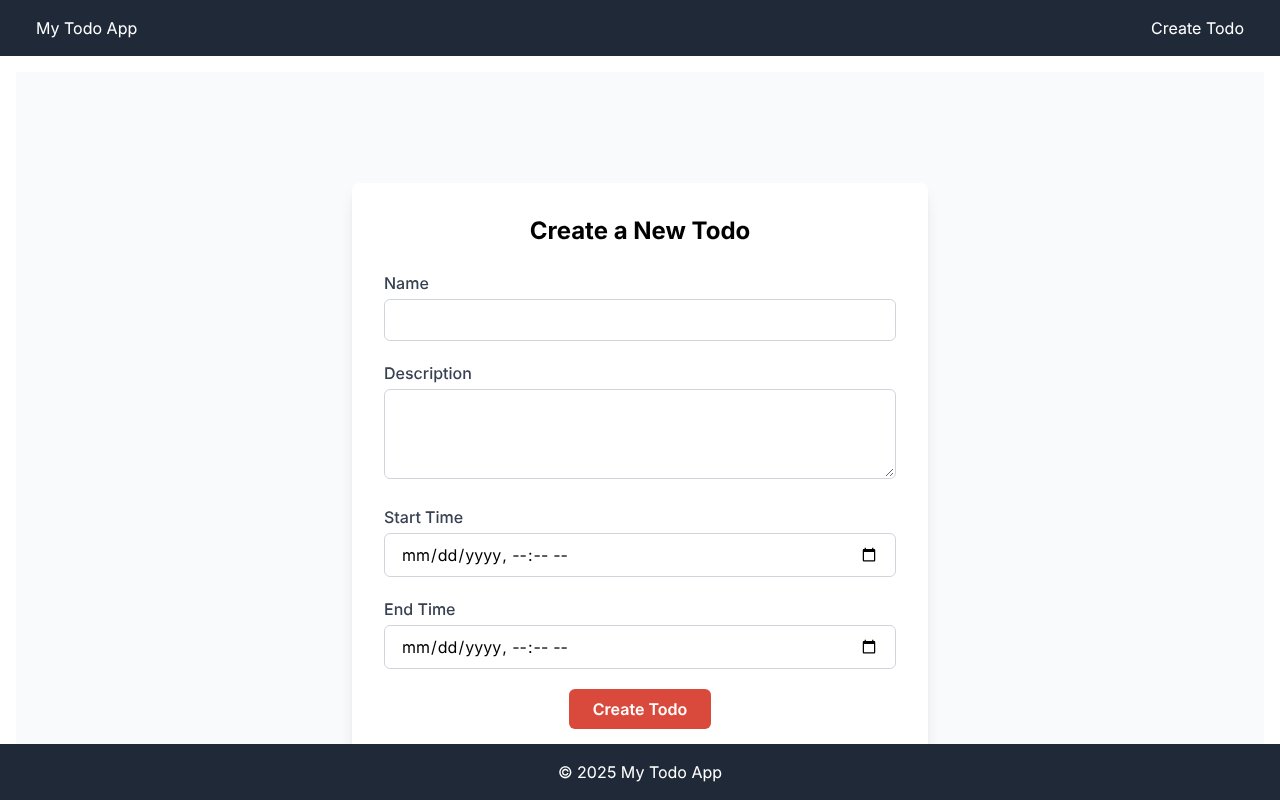 My Todo App
Create Todo
Create a New Todo
Name
Description
Start Time
mm/dd/yyyy, --:-- --
End Time
mm/dd/yyyy, --:-- --
Create Todo
© 2025 My Todo App